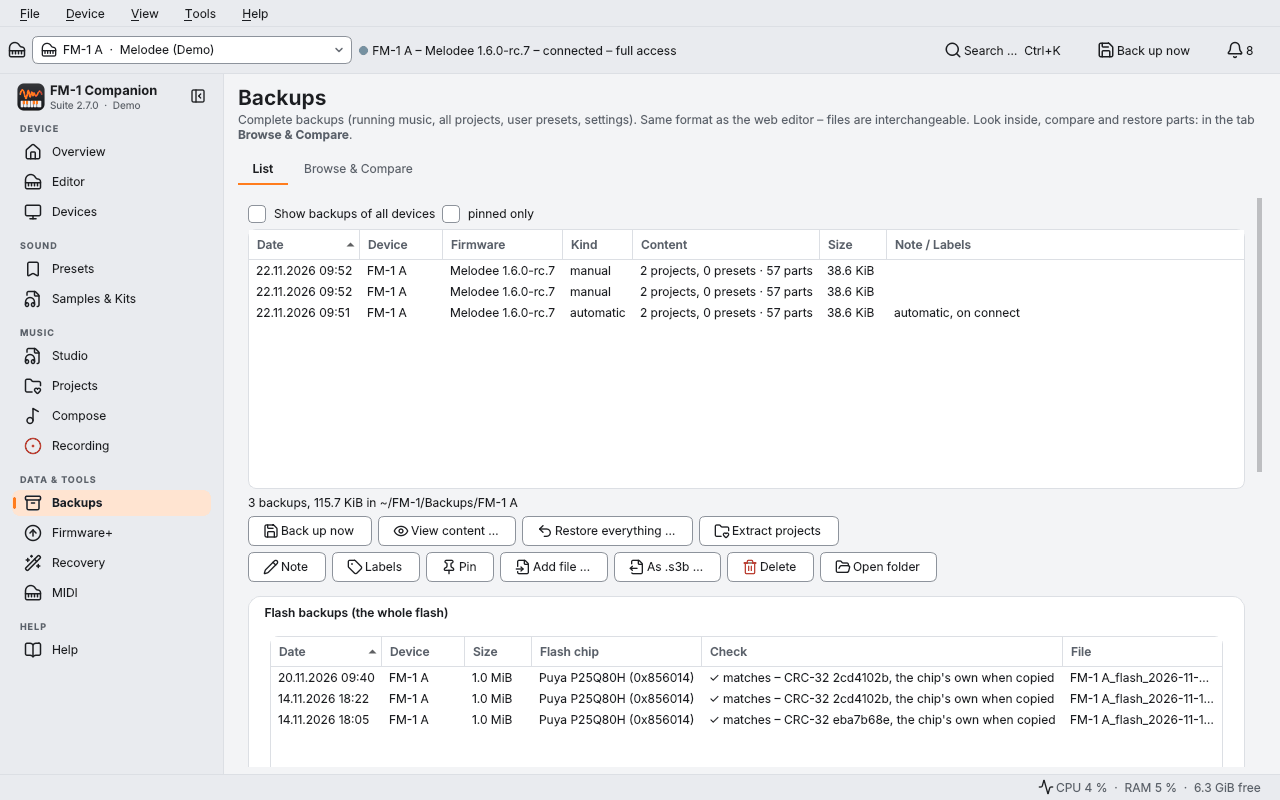 File Device View Tools Help
FM-1 A · Melodee (Demo)
FM-1 A – Melodee 1.6.0-rc.7 – connected – full access
Search ... Ctrl+K
Back up now
8
FM-1 Companion
Suite 2.7.0 · Demo
DEVICE
Overview
Editor
Devices
SOUND
Presets
Samples & Kits
MUSIC
Studio
Projects
Compose
Recording
DATA & TOOLS
Backups
Firmware+
Recovery
MIDI
HELP
Help
Backups
Complete backups (running music, all projects, user presets, settings). Same format as the web editor – files are interchangeable. Look inside, compare and restore parts: in the tab
Browse & Compare.
List Browse & Compare
Show backups of all devices pinned only
Date Device Firmware Kind Content Size Note / Labels
22.11.2026 09:52 FM-1 A Melodee 1.6.0-rc.7 manual 2 projects, 0 presets · 57 parts 38.6 KiB
22.11.2026 09:52 FM-1 A Melodee 1.6.0-rc.7 manual 2 projects, 0 presets · 57 parts 38.6 KiB
22.11.2026 09:51 FM-1 A Melodee 1.6.0-rc.7 automatic 2 projects, 0 presets · 57 parts 38.6 KiB automatic, on connect
3 backups, 115.7 KiB in ~/FM-1/Backups/FM-1 A
Back up now View content ... Restore everything ... Extract projects
Note Labels Pin Add file ... As .s3b ... Delete Open folder
Flash backups (the whole flash)
Date Device Size Flash chip Check File
20.11.2026 09:40 FM-1 A 1.0 MiB Puya P25Q80H (0x856014) ✓ matches – CRC-32 2cd4102b, the chip's own when copied FM-1 A_flash_2026-11-...
14.11.2026 18:22 FM-1 A 1.0 MiB Puya P25Q80H (0x856014) ✓ matches – CRC-32 2cd4102b, the chip's own when copied FM-1 A_flash_2026-11-1...
14.11.2026 18:05 FM-1 A 1.0 MiB Puya P25Q80H (0x856014) ✓ matches – CRC-32 eba7b68e, the chip's own when copied FM-1 A_flash_2026-11-1...
CPU 4 % · RAM 5 % · 6.3 GiB free